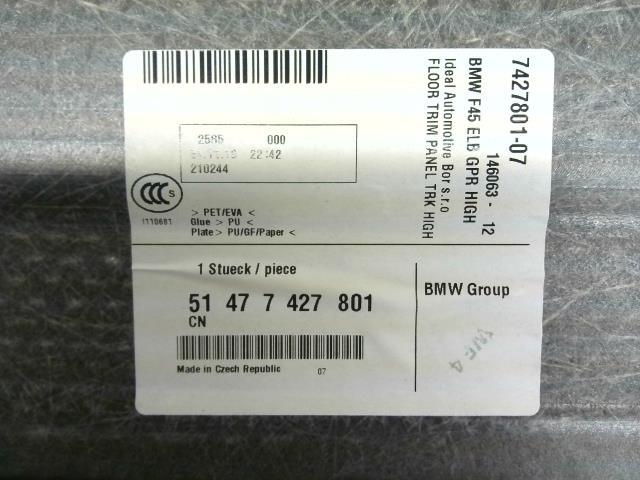 7427801-07
146063 - 12
BMW F45 ELB GPR HIGH
Ideal Automotive Bor s.r.o
FLOOR TRIM PANEL TRK HIGH
2585 000
22:42
210244
CCC S
I110681
> PET/EVA <
Glue > PU <
Plate > PU/GF/Paper <
1 Stueck / piece
51 47 7 427 801
CN
Made in Czech Republic 07
BMW Group